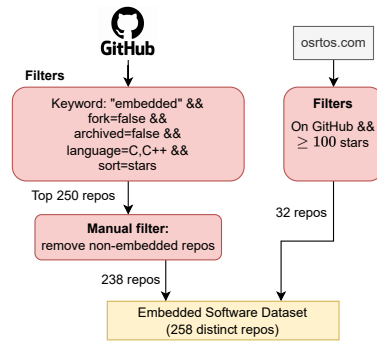 GitHub
Filters
Keyword: "embedded" &&
fork=false &&
archived=false &&
language=C,C++ &&
sort=stars
Top 250 repos
Manual filter:
remove non-embedded repos
238 repos
osrtos.com
Filters
On GitHub &&
≥ 100 stars
32 repos
Embedded Software Dataset
(258 distinct repos)